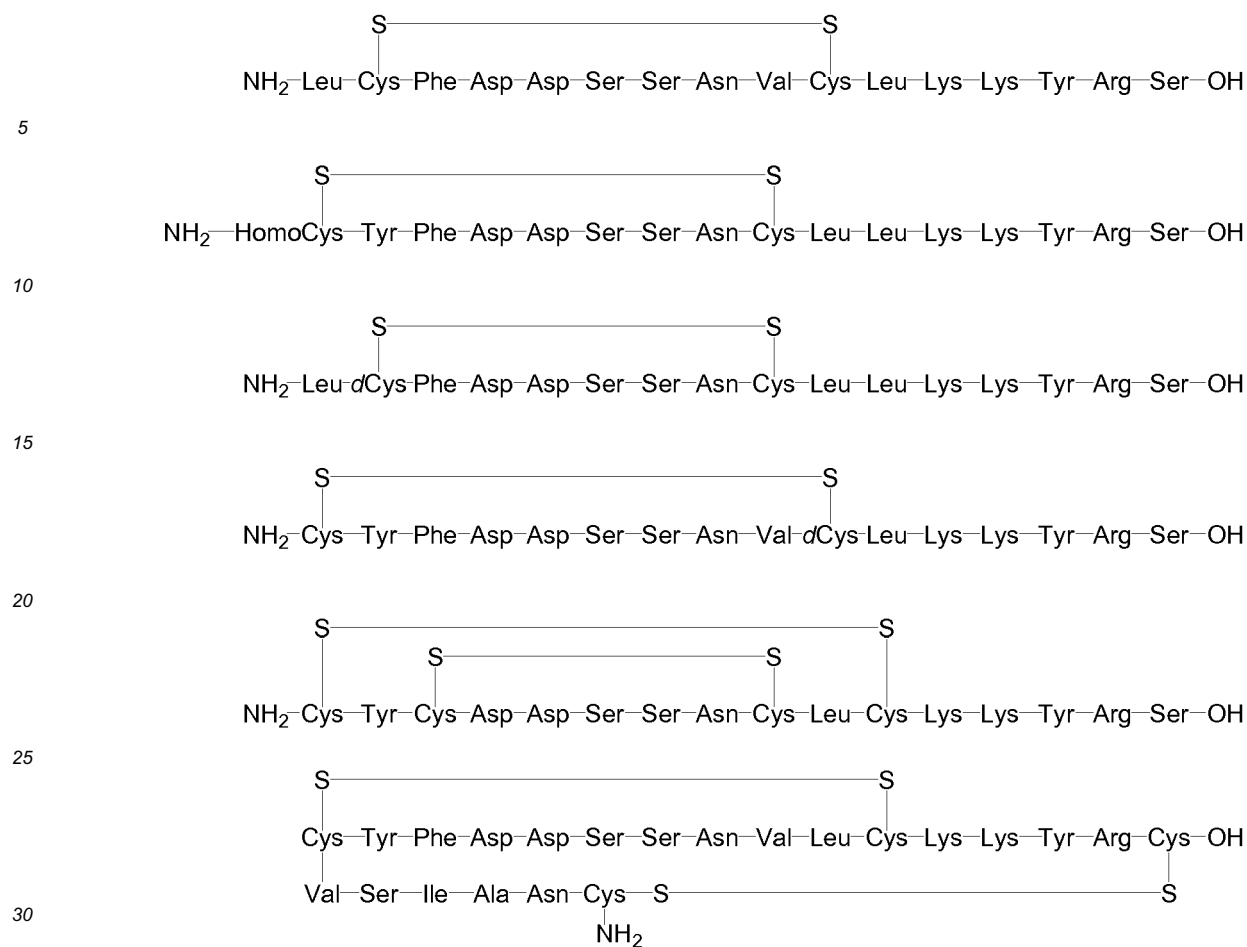 S S
NH2 Leu Cys Phe Asp Asp Ser Ser Asn Val Cys Leu Lys Lys Tyr Arg Ser OH
5
S S
NH2 HomoCys Tyr Phe Asp Asp Ser Ser Asn Cys Leu Leu Lys Lys Tyr Arg Ser OH
10
S S
NH2 Leu dCys Phe Asp Asp Ser Ser Asn Cys Leu Leu Lys Lys Tyr Arg Ser OH
15
S S
NH2 Cys Tyr Phe Asp Asp Ser Ser Asn Val dCys Leu Lys Lys Tyr Arg Ser OH
20
S S
S S
NH2 Cys Tyr Cys Asp Asp Ser Ser Asn Cys Leu Cys Lys Lys Tyr Arg Ser OH
25
S S
Cys Tyr Phe Asp Asp Ser Ser Asn Val Leu Cys Lys Lys Tyr Arg Cys OH
Val Ser Ile Ala Asn Cys S S
30
NH2